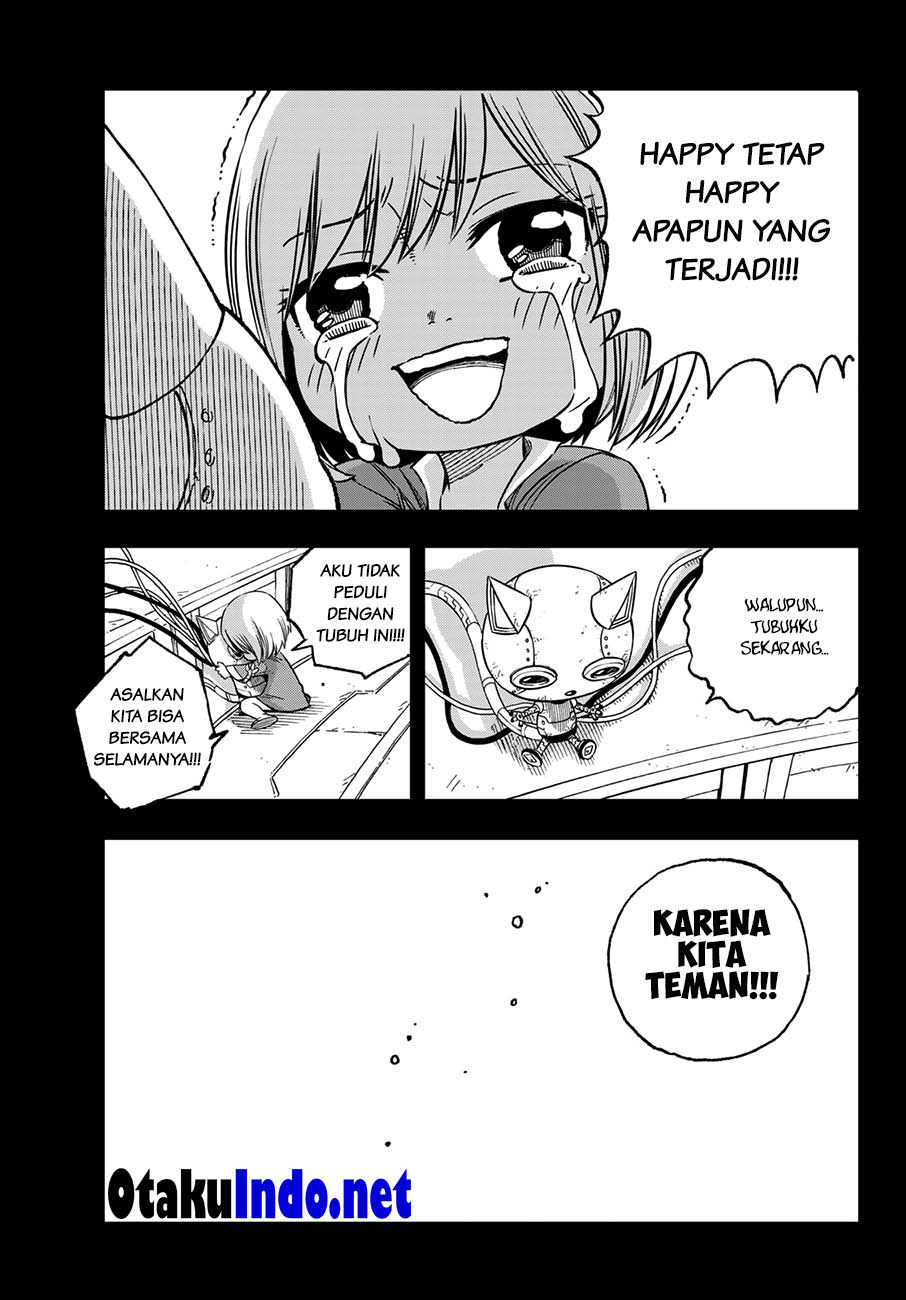 HAPPY TETAP
HAPPY
APAPUN YANG
TERJADI!!!
WALUPUN...
TUBUHKU
SEKARANG...
AKU TIDAK
PEDULI
DENGAN
TUBUH INI!!!!
ASALKAN
KITA BISA
BERSAMA
SELAMANYA!!!
KARENA
KITA
TEMAN!!!
OtakuIndo.net